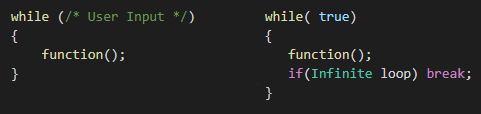 while (/* User Input */)
{
    function();
}
while( true)
{
   function();
   if(Infinite loop) break;
}